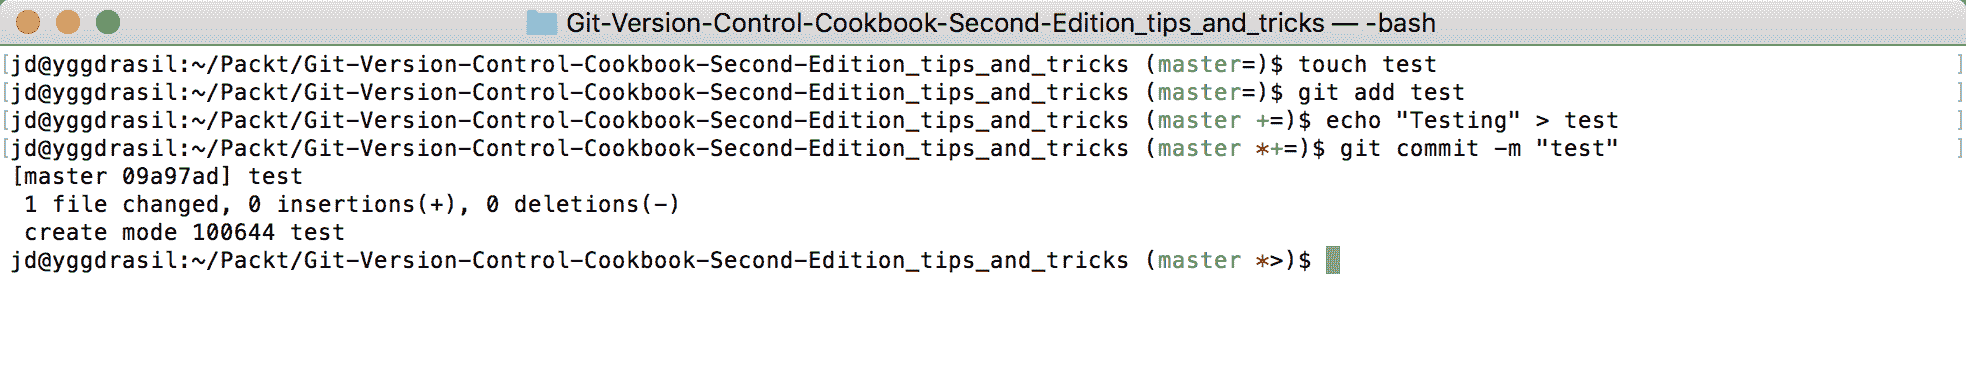 Git-Version-Control-Cookbook-Second-Edition_tips_and_tricks — -bash
[jd@yggdrasil:~/Packt/Git-Version-Control-Cookbook-Second-Edition_tips_and_tricks (master=)$ touch test ]
[jd@yggdrasil:~/Packt/Git-Version-Control-Cookbook-Second-Edition_tips_and_tricks (master=)$ git add test ]
[jd@yggdrasil:~/Packt/Git-Version-Control-Cookbook-Second-Edition_tips_and_tricks (master +=)$ echo "Testing" > test ]
[jd@yggdrasil:~/Packt/Git-Version-Control-Cookbook-Second-Edition_tips_and_tricks (master *+=)$ git commit -m "test" ]
[master 09a97ad] test
 1 file changed, 0 insertions(+), 0 deletions(-)
 create mode 100644 test
jd@yggdrasil:~/Packt/Git-Version-Control-Cookbook-Second-Edition_tips_and_tricks (master *>)$